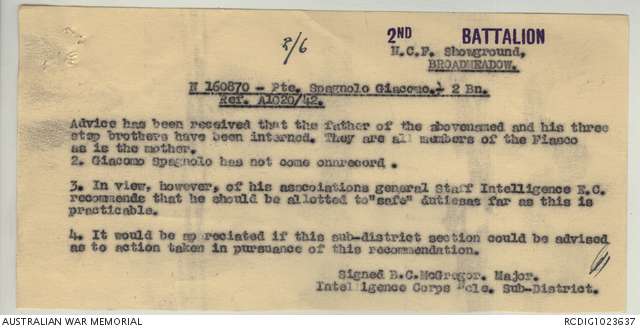 2/6
2ND BATTALION
N.C.F. Showground,
BROADMEADOW.
N 160870 - Pte. Spagnolo Giacomo. - 2 Bn.
Ref. A1020/42.
Advice has been received that the father of the abovenamed and his three
step brothers have been interned. They are all members of the Fiasco
as is the mother.
2. Giacomo Spagnolo has not come onrecord .
3. In view, however, of his associations general Staff Intelligence E.C.
recommends that he should be allotted to"safe" dutiesas far as this is
practicable.
4. It would be appreciated if this sub-district section could be advised
as to action taken in pursuance of this recommendation.
Signed B.C.McGregor. Major.
Intelligence Corps N'cle. Sub-District.
AUSTRALIAN WAR MEMORIAL
RCDIG1023637